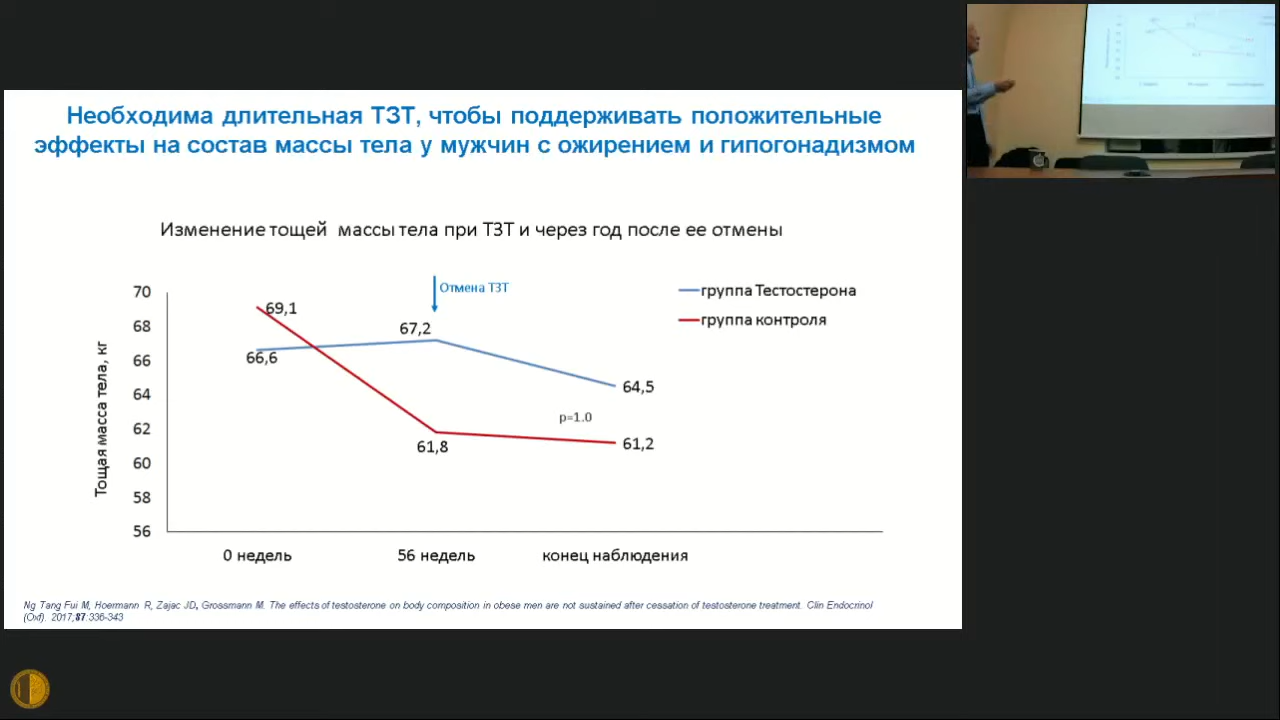 Необходима длительная ТЗТ, чтобы поддерживать положительные
эффекты на состав массы тела у мужчин с ожирением и гипогонадизмом
Изменение тощей массы тела при ТЗТ и через год после ее отмены
Отмена ТЗТ
группа Тестостерона
группа контроля
Тощая масса тела, кг
70
68
66
64
62
60
58
56
69,1
66,6
67,2
61,8
64,5
p=1.0
61,2
0 недель
56 недель
конец наблюдения
Ng Tang Fui M, Hoermann R, Zajac JD, Grossmann M. The effects of testosterone on body composition in obese men are not sustained after cessation of testosterone treatment. Clin Endocrinol
(Oxf). 2017;87:336-343